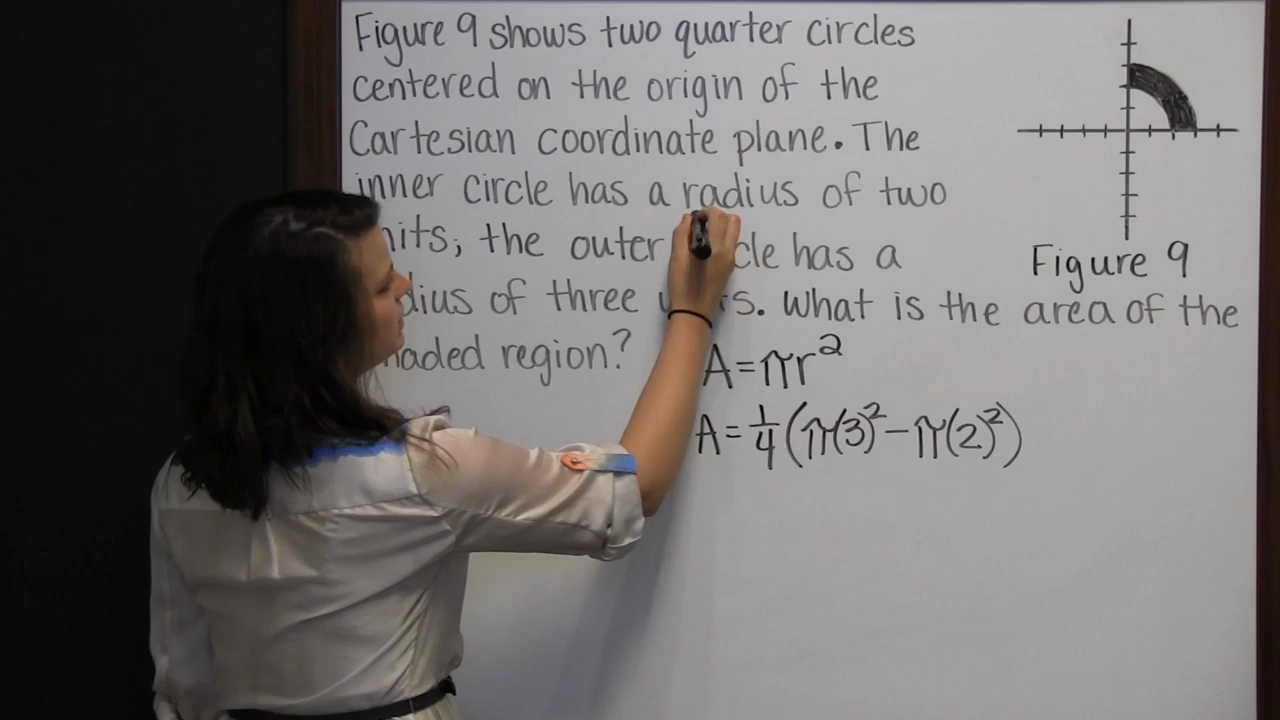 Figure 9 shows two quarter circles
centered on the origin of the
Cartesian coordinate plane. The
inner circle has a radius of two
the outer has a
of three What is the area of the
region?
A=πr²
A=¼(π(3)²-π(2)²)
Figure 9